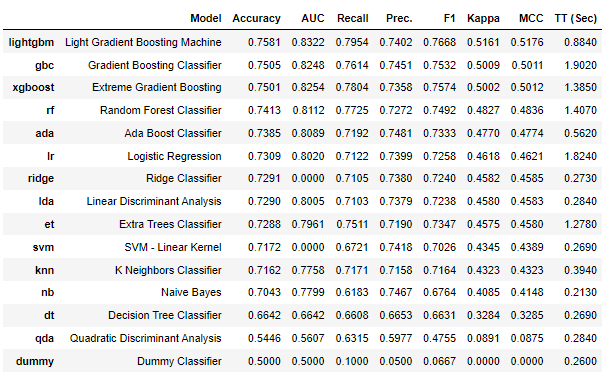 Model Accuracy AUC Recall Prec. F1 Kappa MCC TT (Sec)
lightgbm Light Gradient Boosting Machine 0.7581 0.8322 0.7954 0.7402 0.7668 0.5161 0.5176 0.8840
gbc Gradient Boosting Classifier 0.7505 0.8248 0.7614 0.7451 0.7532 0.5009 0.5011 1.9020
xgboost Extreme Gradient Boosting 0.7501 0.8254 0.7804 0.7358 0.7574 0.5002 0.5012 1.3850
rf Random Forest Classifier 0.7413 0.8112 0.7725 0.7272 0.7492 0.4827 0.4836 1.4070
ada Ada Boost Classifier 0.7385 0.8089 0.7192 0.7481 0.7333 0.4770 0.4774 0.5620
lr Logistic Regression 0.7309 0.8020 0.7122 0.7399 0.7258 0.4618 0.4621 1.8240
ridge Ridge Classifier 0.7291 0.0000 0.7105 0.7380 0.7240 0.4582 0.4585 0.2730
lda Linear Discriminant Analysis 0.7290 0.8005 0.7103 0.7379 0.7238 0.4580 0.4583 0.2840
et Extra Trees Classifier 0.7288 0.7961 0.7511 0.7190 0.7347 0.4575 0.4580 1.2780
svm SVM - Linear Kernel 0.7172 0.0000 0.6721 0.7418 0.7026 0.4345 0.4389 0.2690
knn K Neighbors Classifier 0.7162 0.7758 0.7171 0.7158 0.7164 0.4323 0.4323 0.3940
nb Naive Bayes 0.7043 0.7799 0.6183 0.7467 0.6764 0.4085 0.4148 0.2130
dt Decision Tree Classifier 0.6642 0.6642 0.6608 0.6653 0.6631 0.3284 0.3285 0.2690
qda Quadratic Discriminant Analysis 0.5446 0.5607 0.6315 0.5977 0.4755 0.0891 0.0875 0.2840
dummy Dummy Classifier 0.5000 0.5000 0.1000 0.0500 0.0667 0.0000 0.0000 0.2600